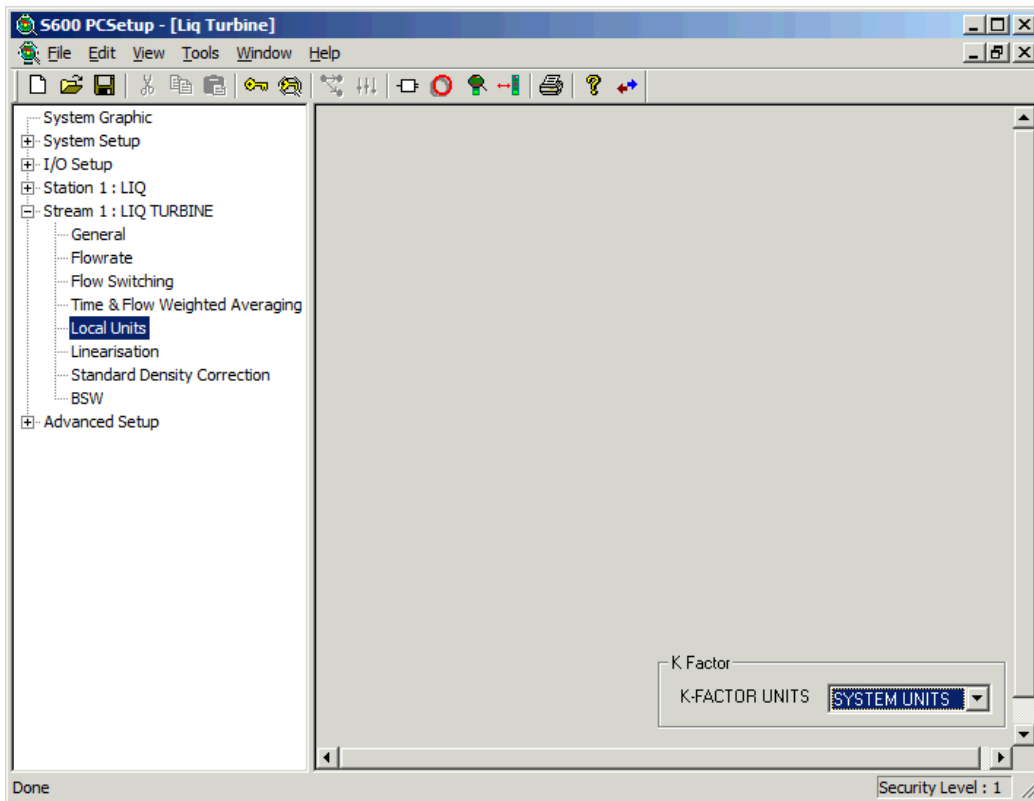 S600 PCSetup - [Liq Turbine]
File Edit View Tools Window Help
System Graphic
System Setup
I/O Setup
Station 1 : LIQ
Stream 1 : LIQ TURBINE
General
Flowrate
Flow Switching
Time & Flow Weighted Averaging
Local Units
Linearisation
Standard Density Correction
BSW
Advanced Setup
K Factor
K-FACTOR UNITS SYSTEM UNITS
Done Security Level : 1